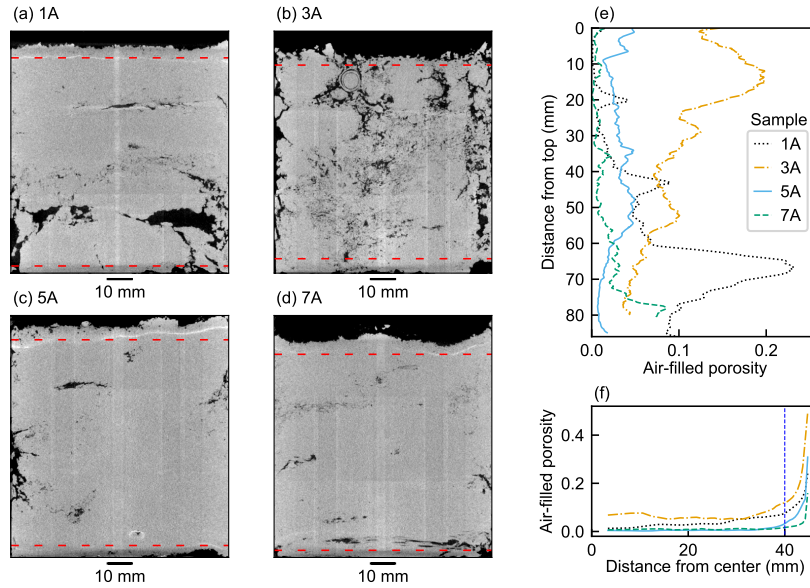 (a) 1A
(b) 3A
(e)
10 mm
10 mm
(c) 5A
(d) 7A
10 mm
10 mm
0
10
20
30
40
50
60
70
80
Distance from top (mm)
Sample
1A
3A
5A
7A
0.0
0.1
0.2
Air-filled porosity
(f)
0.4
0.2
0.0
Air-filled porosity
0
20
40
Distance from center (mm)